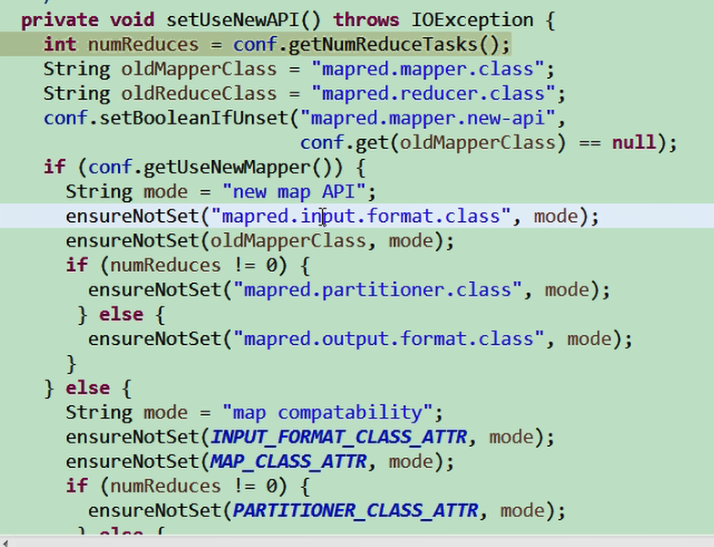 private void setUseNewAPI() throws IOException {
int numReduces = conf.getNumReduceTasks();
String oldMapperClass = "mapred.mapper.class";
String oldReduceClass = "mapred.reducer.class";
conf.setBooleanIfUnset("mapred.mapper.new-api",
conf.get(oldMapperClass) == null);
if (conf.getUseNewMapper()) {
String mode = "new map API";
ensureNotSet("mapred.input.format.class", mode);
ensureNotSet(oldMapperClass, mode);
if (numReduces != 0) {
ensureNotSet("mapred.partitioner.class", mode);
} else {
ensureNotSet("mapred.output.format.class", mode);
}
} else {
String mode = "map compatability";
ensureNotSet(INPUT_FORMAT_CLASS_ATTR, mode);
ensureNotSet(MAP_CLASS_ATTR, mode);
if (numReduces != 0) {
ensureNotSet(PARTITIONER_CLASS_ATTR, mode);
} else {